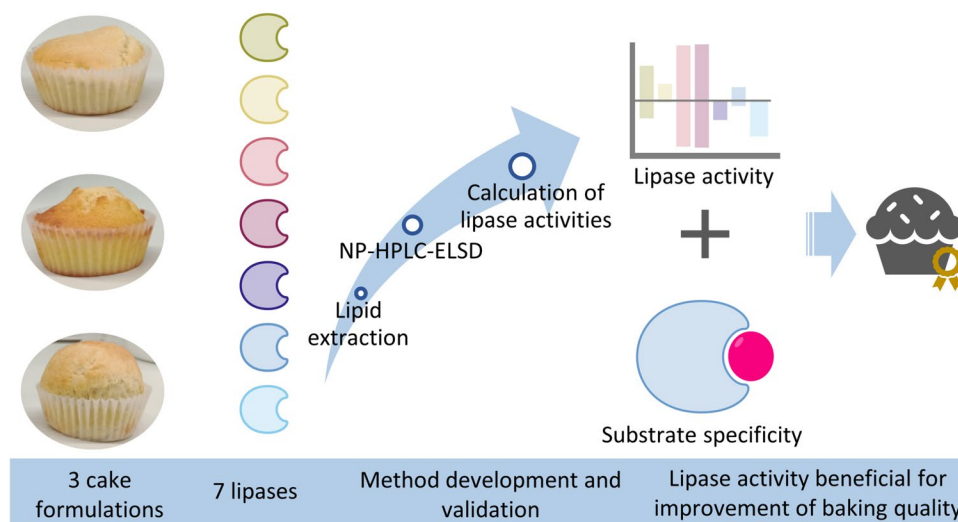 Calculation of
lipase activities
NP-HPLC-ELSD
Lipid
extraction
Lipase activity
Substrate specificity
3 cake
formulations
7 lipases
Method development and
validation
Lipase activity beneficial for
improvement of baking quality